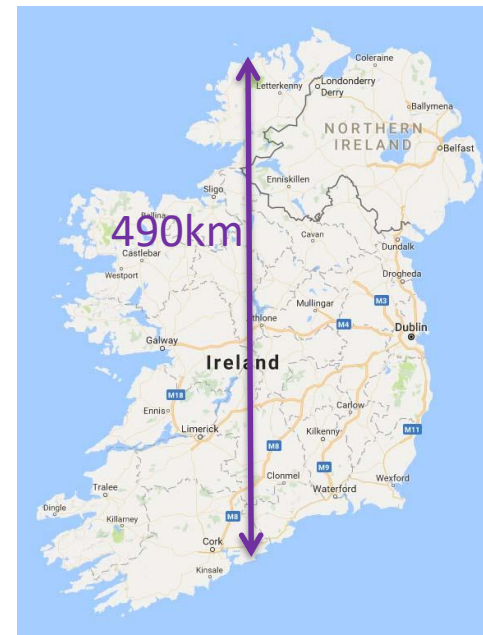 Coleraine
Londonderry
Derry
Letterkenny
Ballymena
NORTHERN
IRELAND
Belfast
Enniskillen
Sligo
Ballina
490km
Cavan
Castlebar
Dundalk
Westport
Drogheda
Mullingar
M3
Athlone
M4
Dublin
Galway
Ireland
M18
Carlow
Ennis
M11
Limerick
Kilkenny
M8
M9
Clonmel
Wexford
Tralee
Waterford
Dingle
M8
Killarney
Cork
Kinsale